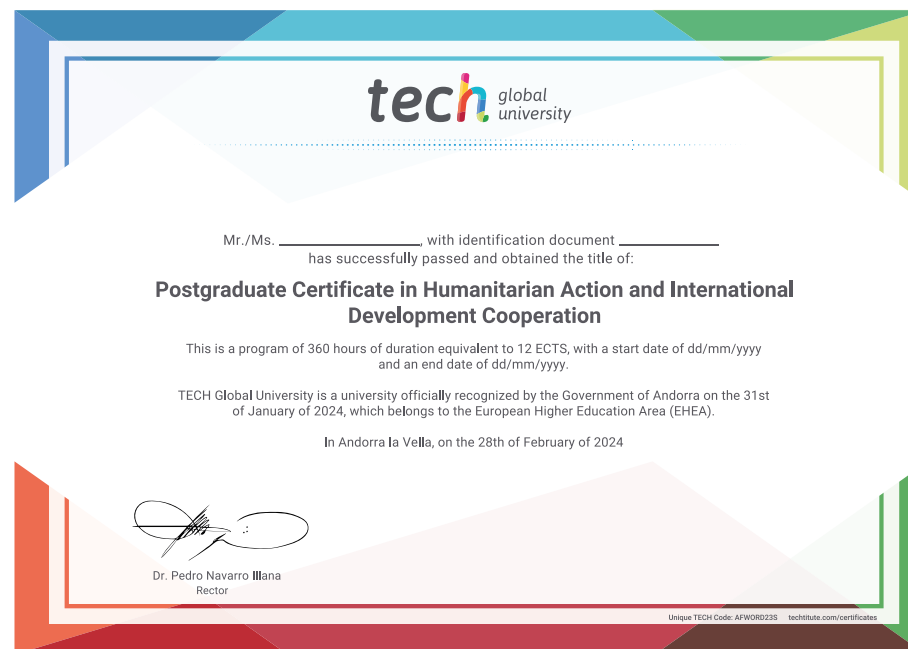 tech global
university
Mr./Ms. ____________________, with identification document ______________
has successfully passed and obtained the title of:
Postgraduate Certificate in Humanitarian Action and International
Development Cooperation
This is a program of 360 hours of duration equivalent to 12 ECTS, with a start date of dd/mm/yyyy
and an end date of dd/mm/yyyy.
TECH Global University is a university officially recognized by the Government of Andorra on the 31st
of January of 2024, which belongs to the European Higher Education Area (EHEA).
In Andorra la Vella, on the 28th of February of 2024
Dr. Pedro Navarro Illana
Rector
Unique TECH Code: AFWORD23S techtitute.com/certificates